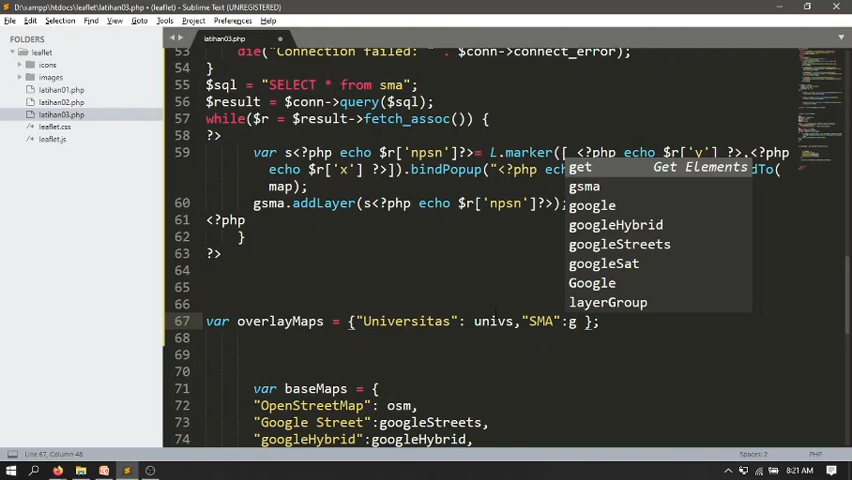 D:\xampp\htdocs\leaflet\latihan03.php • (leaflet) - Sublime Text (UNREGISTERED)
File Edit Selection Find View Goto Tools Project Preferences Help
FOLDERS
leaflet
icons
images
latihan01.php
latihan02.php
latihan03.php
leaflet.css
leaflet.js
latihan03.php
53 die("Connection failed: " . $conn->connect_error);
54 }
55 $sql = "SELECT * from sma";
56 $result = $conn->query($sql);
57 while($r = $result->fetch_assoc()) {
58 ?>
59 var s<?php echo $r['npsn']?>= L.marker([ <?php echo $r['y'] ?>,<?php
echo $r['x'] ?>]).bindPopup("<?php ech dTo(
map);
60 gsma.addLayer(s<?php echo $r['npsn']?>);
61 <?php
62 }
63 ?>
64
65
66
67 var overlayMaps = {"Universitas": univs,"SMA":g };
68
69
70
71 var baseMaps = {
72 "OpenStreetMap": osm,
73 "Google Street":googleStreets,
74 "googleHybrid":googleHybrid,
get Get Elements
gsma
google
googleHybrid
googleStreets
googleSat
Google
layerGroup
Line 67, Column 48
Spaces: 2
PHP
8:21 AM